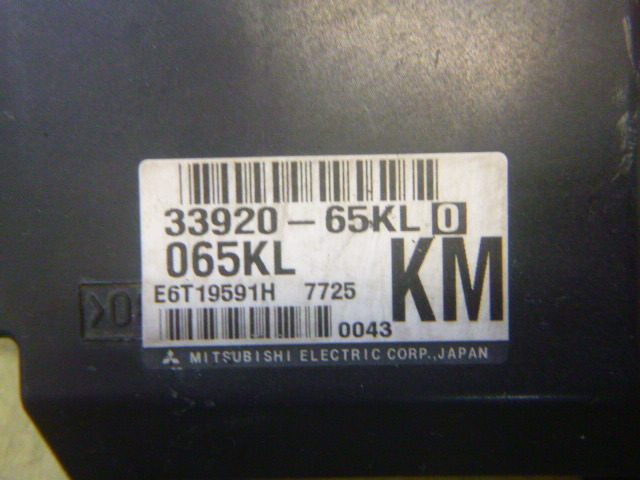 33920-65KL 0
065KL
KM
E6T19591H 7725
0043
MITSUBISHI ELECTRIC CORP., JAPAN